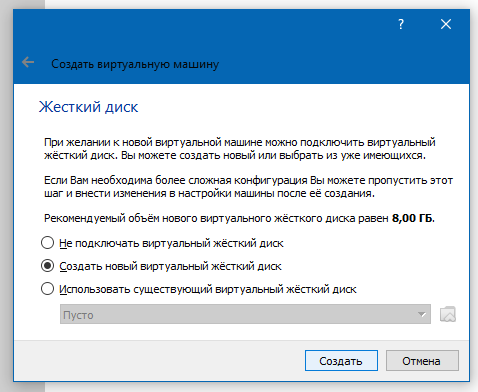 ?
Создать виртуальную машину
Жесткий диск
При желании к новой виртуальной машине можно подключить виртуальный
жёсткий диск. Вы можете создать новый или выбрать из уже имеющихся.
Если Вам необходима более сложная конфигурация Вы можете пропустить этот
шаг и внести изменения в настройки машины после её создания.
Рекомендуемый объём нового виртуального жёсткого диска равен 8,00 ГБ.
Не подключать виртуальный жёсткий диск
Создать новый виртуальный жёсткий диск
Использовать существующий виртуальный жёсткий диск
Пусто
Создать
Отмена